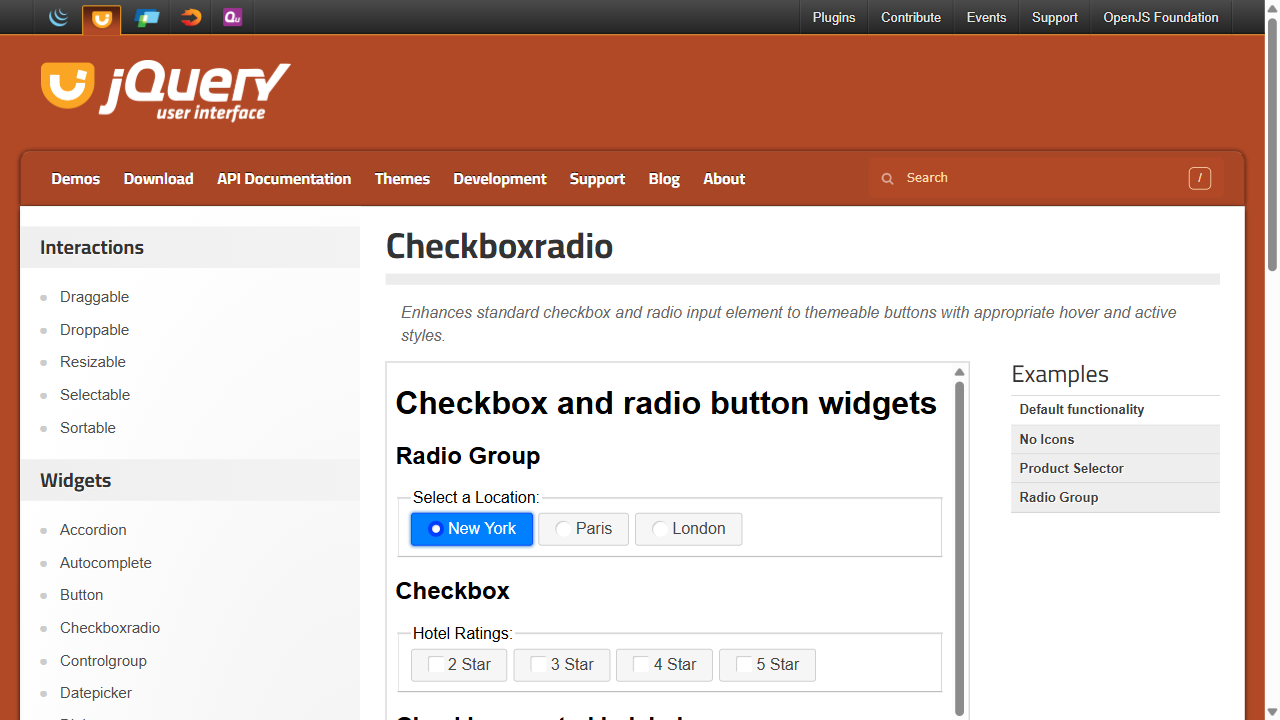 Plugins
Contribute
Events
Support
OpenJS Foundation
jQuery
user interface
Demos
Download
API Documentation
Themes
Development
Support
Blog
About
Search
/
Interactions
Draggable
Droppable
Resizable
Selectable
Sortable
Widgets
Accordion
Autocomplete
Button
Checkboxradio
Controlgroup
Datepicker
Checkboxradio
Enhances standard checkbox and radio input element to themeable buttons with appropriate hover and active
styles.
Checkbox and radio button widgets
Radio Group
Select a Location:
New York
Paris
London
Checkbox
Hotel Ratings:
2 Star
3 Star
4 Star
5 Star
Examples
Default functionality
No Icons
Product Selector
Radio Group